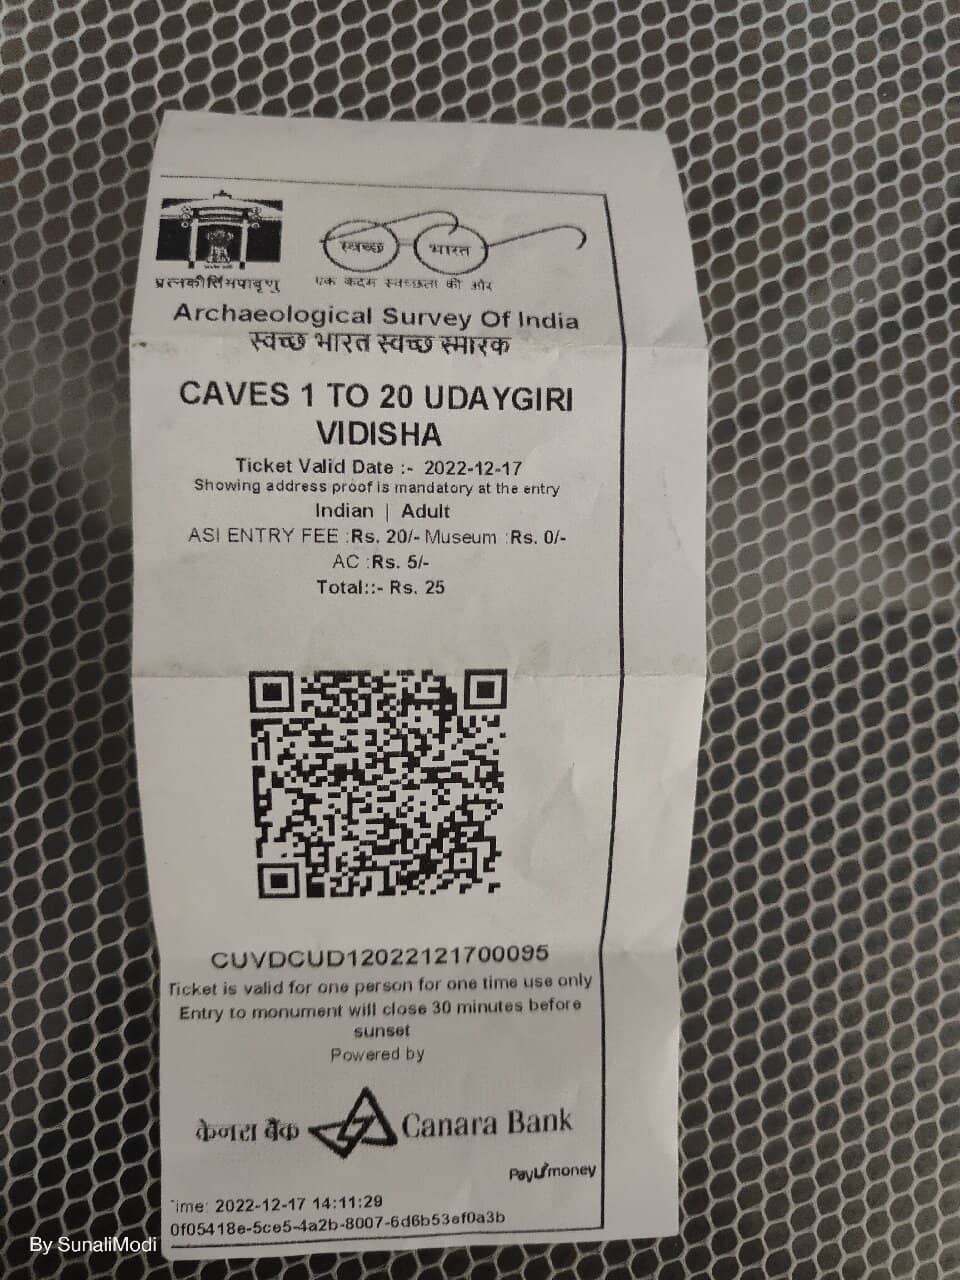 स्वच्छ भारत
प्रत्नकीर्तिमपावृणु
एक कदम स्वच्छता की ओर
Archaeological Survey Of India
स्वच्छ भारत स्वच्छ स्मारक
CAVES 1 TO 20 UDAYGIRI
VIDISHA
Ticket Valid Date :- 2022-12-17
Showing address proof is mandatory at the entry
Indian | Adult
ASI ENTRY FEE :Rs. 20/- Museum :Rs. 0/-
AC :Rs. 5/-
Total::- Rs. 25
CUVDCUD12022121700095
Ticket is valid for one person for one time use only
Entry to monument will close 30 minutes before
sunset
Powered by
केनरा बैंक Canara Bank
PayUmoney
Time: 2022-12-17 14:11:29
0f05418e-5ce5-4a2b-8007-6d6b53ef0a3b
By SunaliModi